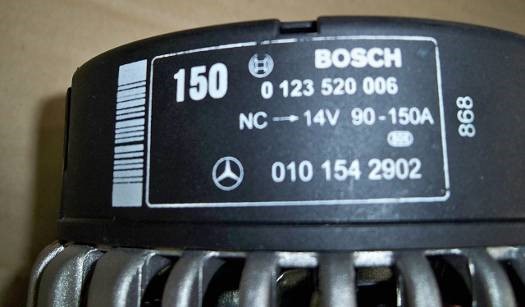 BOSCH
150 0 123 520 006
NC → 14V 90-150A
010 154 2902
868